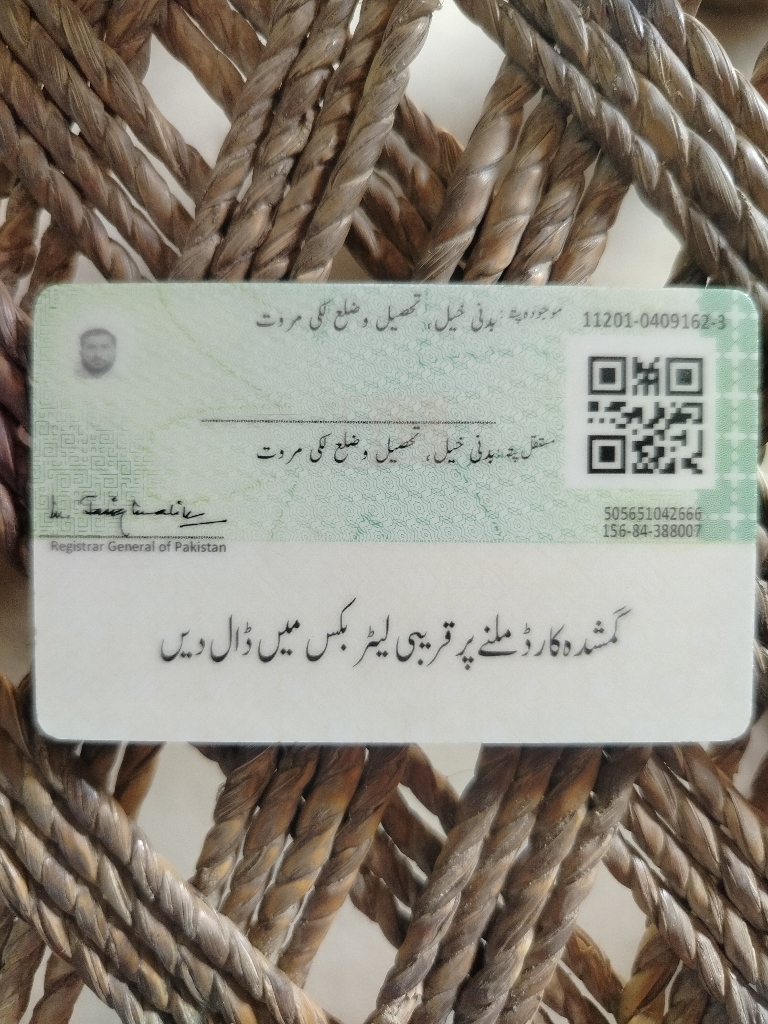 موجودہ پتہ: بدنی خیل، تحصیل و ضلع لکی مروت
11201-0409162-3
مستقل پتہ: بدنی خیل، تحصیل و ضلع لکی مروت
505651042666
156-84-388007
Registrar General of Pakistan
گمشدہ کارڈ ملنے پر قریبی لیٹر بکس میں ڈال دیں